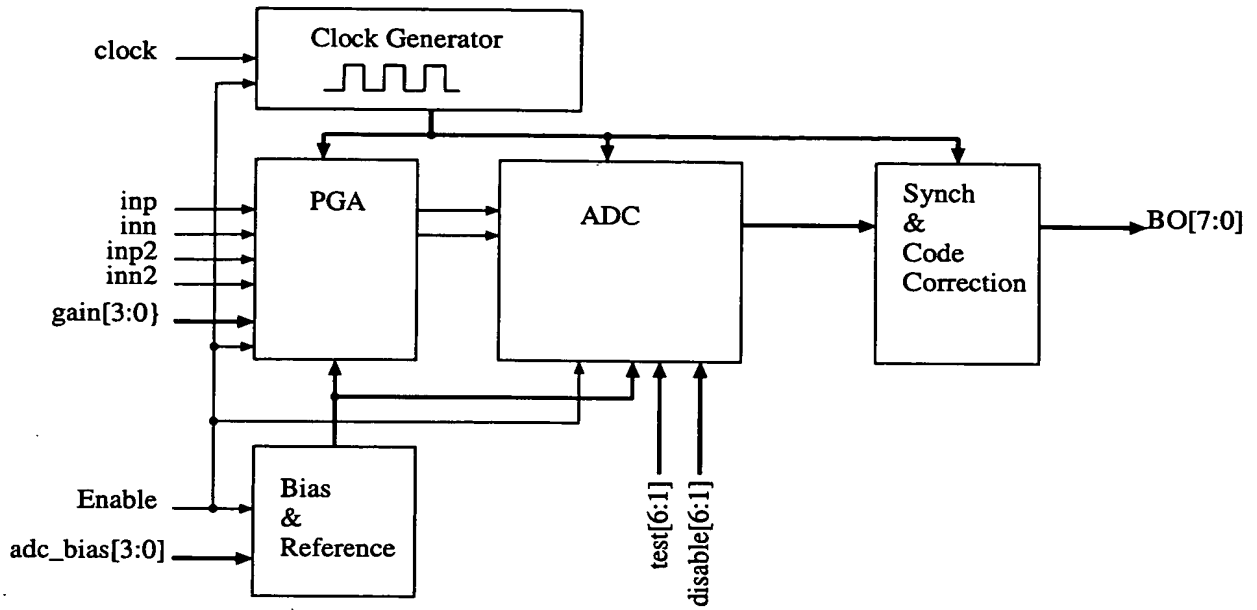 Clock Generator
clock
inp
inn
inp2
inn2
gain[3:0}
PGA
ADC
Synch
&
Code
Correction
BO[7:0]
Enable
adc_bias[3:0]
Bias
&
Reference
test[6:1]
disable[6:1]